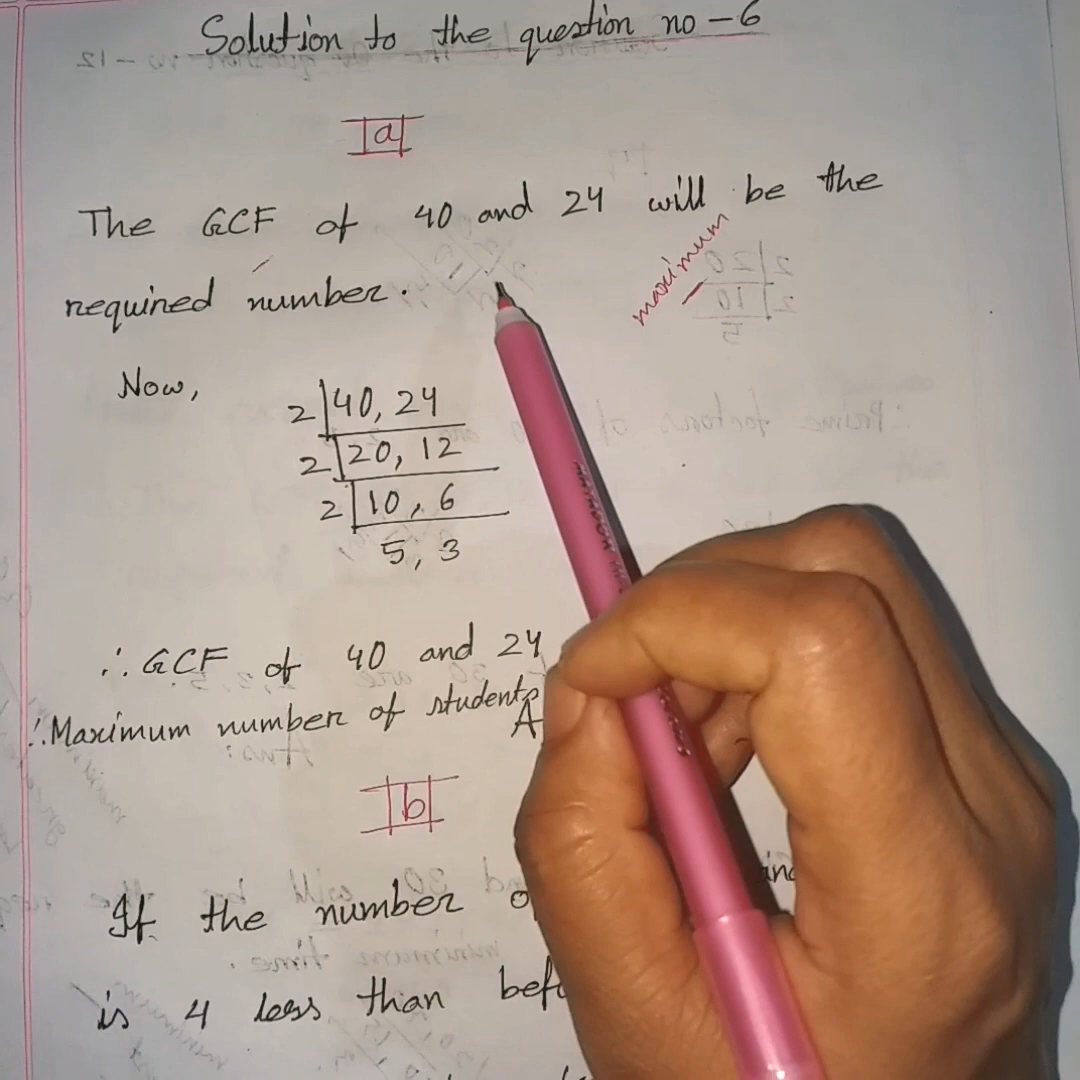 Solution to the question no - 6
a
The GCF of 40 and 24 will be the
maximum
required number.
Now,
2 | 40, 24
2 | 20, 12
2 | 10, 6
5, 3
∴ GCF of 40 and 24
∴ Maximum number of students
A
b
If the number
is 4 less than